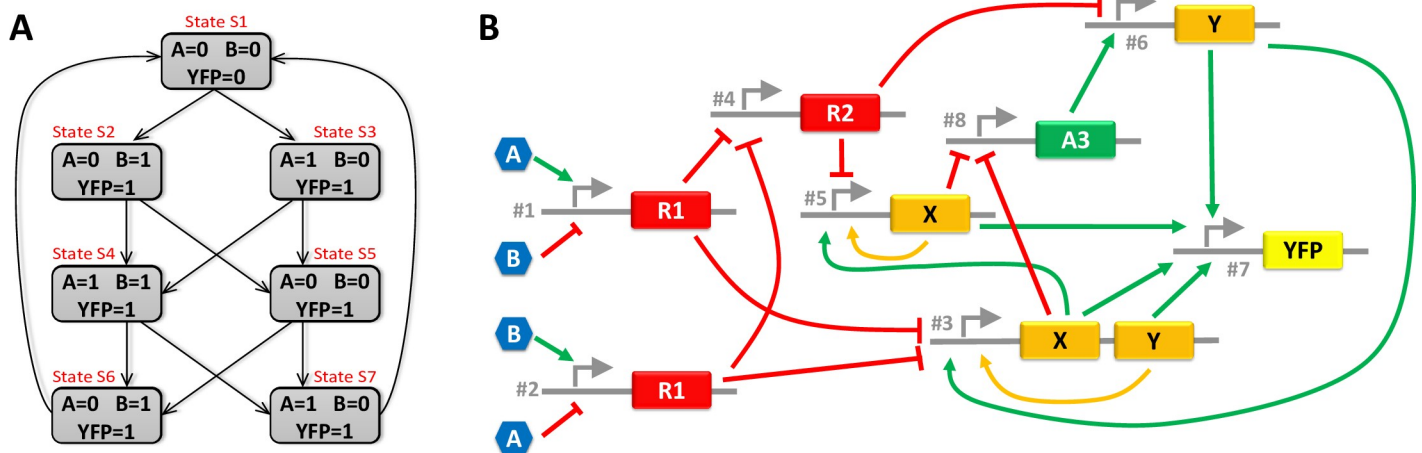 A
State S1
A=0 B=0
YFP=0
State S2
A=0 B=1
YFP=1
State S3
A=1 B=0
YFP=1
State S4
A=1 B=1
YFP=1
State S5
A=0 B=0
YFP=1
State S6
A=0 B=1
YFP=1
State S7
A=1 B=0
YFP=1
B
#6
Y
#4
R2
#8
A3
A
#1
R1
B
#5
X
#7
YFP
B
#2
R1
A
#3
X
Y